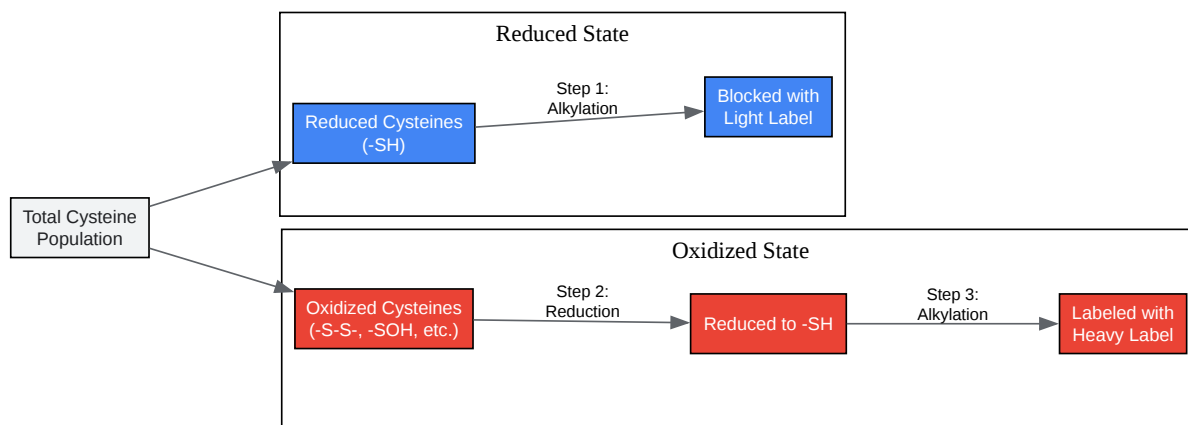 Reduced State
Step 1:
Alkylation
Blocked with
Light Label
Reduced Cysteines
(-SH)
Total Cysteine
Population
Oxidized State
Oxidized Cysteines
(-S-S-, -SOH, etc.)
Step 2:
Reduction
Reduced to -SH
Step 3:
Alkylation
Labeled with
Heavy Label